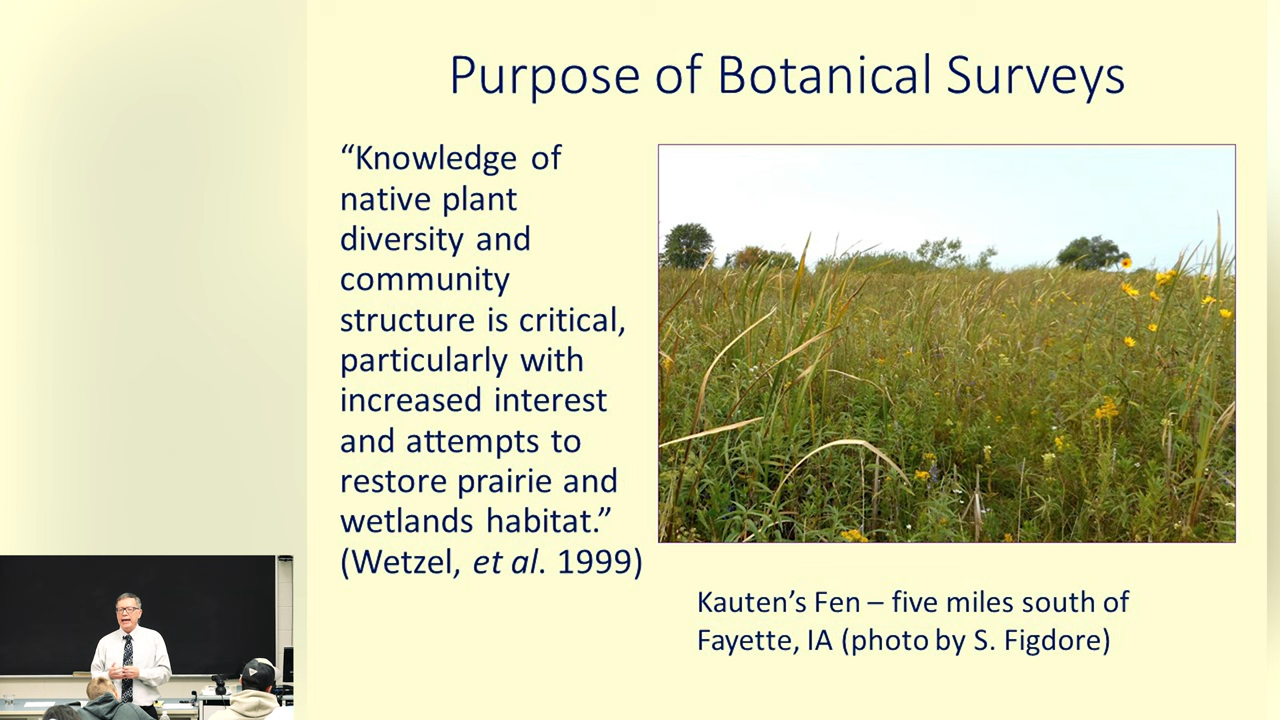 Purpose of Botanical Surveys
“Knowledge of
native plant
diversity and
community
structure is critical,
particularly with
increased interest
and attempts to
restore prairie and
wetlands habitat.”
(Wetzel, et al. 1999)
Kauten’s Fen – five miles south of
Fayette, IA (photo by S. Figdore)